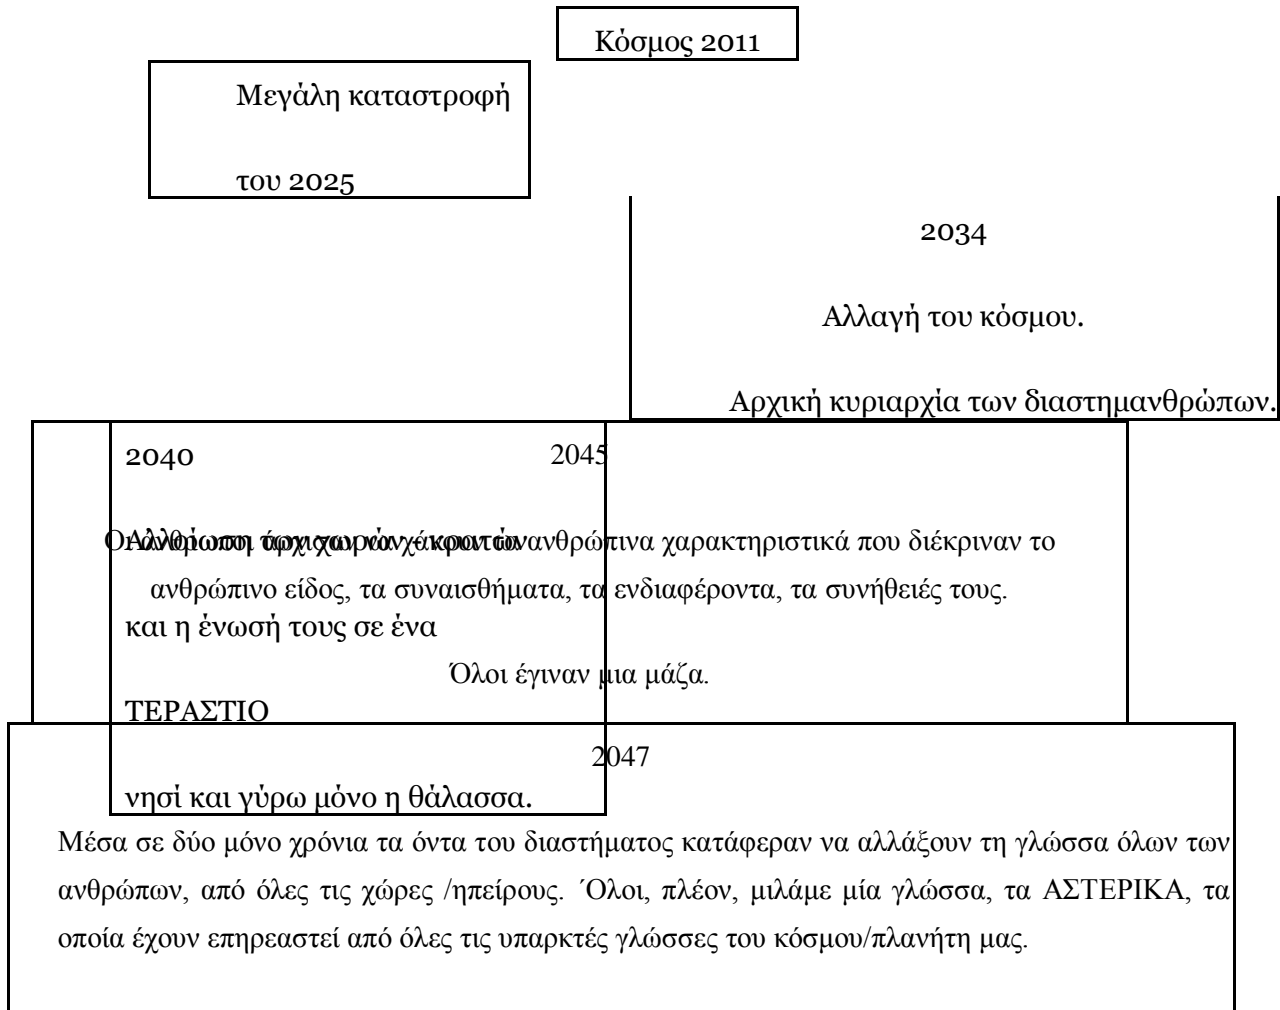 Κόσμος 2011
Μεγάλη καταστροφή
του 2025
2034
Αλλαγή του κόσμου.
Αρχική κυριαρχία των διαστημανθρώπων.
2040
και η ένωσή τους σε ένα
ΤΕΡΑΣΤΙΟ
νησί και γύρω μόνο η θάλασσα.
2045
ανθρώπινα χαρακτηριστικά που διέκριναν το
ανθρώπινο είδος, τα συναισθήματα, τα ενδιαφέροντα, τα συνήθειές τους.
Όλοι έγιναν μια μάζα.
2047
Μέσα σε δύο μόνο χρόνια τα όντα του διαστήματος κατάφεραν να αλλάξουν τη γλώσσα όλων των
ανθρώπων, από όλες τις χώρες /ηπείρους. ΄Ολοι, πλέον, μιλάμε μία γλώσσα, τα ΑΣΤΕΡΙΚΑ, τα
οποία έχουν επηρεαστεί από όλες τις υπαρκτές γλώσσες του κόσμου/πλανήτη μας.